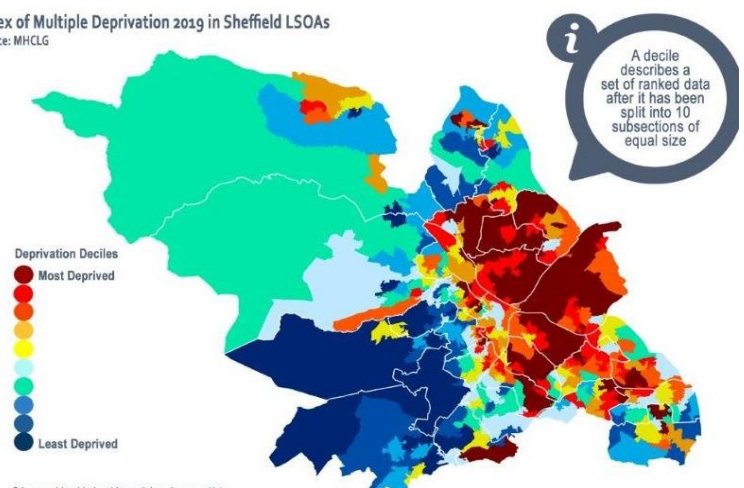 ex of Multiple Deprivation 2019 in Sheffield LSOAs
ce: MHCLG
i
A decile
describes a
set of ranked data
after it has been
split into 10
subsections of
equal size
Deprivation Deciles
Most Deprived
Least Deprived